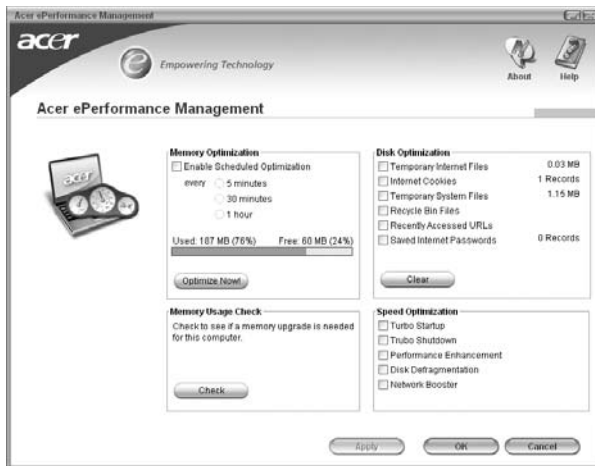 Acer ePerformance Management
acer
e Empowering Technology
About
Help
Acer ePerformance Management
acer
Memory Optimization
Enable Scheduled Optimization
every 5 minutes
30 minutes
1 hour
Used: 187 MB (76%) Free: 60 MB (24%)
Optimize Now!
Disk Optimization
Temporary Internet Files 0.03 MB
Internet Cookies 1 Records
Temporary System Files 1.15 MB
Recycle Bin Files
Recently Accessed URLs
Saved Internet Passwords 0 Records
Clear
Memory Usage Check
Check to see if a memory upgrade is needed
for this computer.
Check
Speed Optimization
Turbo Startup
Trubo Shutdown
Performance Enhancement
Disk Defragmentation
Network Booster
Apply
OK
Cancel